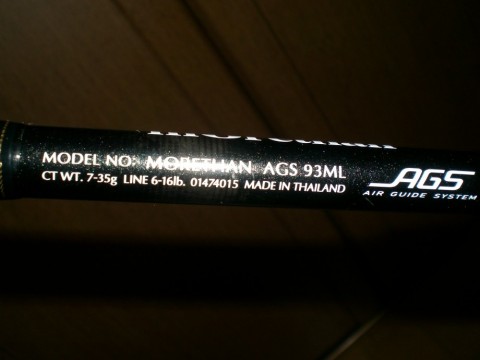 morethan
MODEL NO: MORETHAN AGS 93ML
CT WT. 7-35g LINE 6-16lb. 01474015 MADE IN THAILAND
AGS
AIR GUIDE SYSTEM